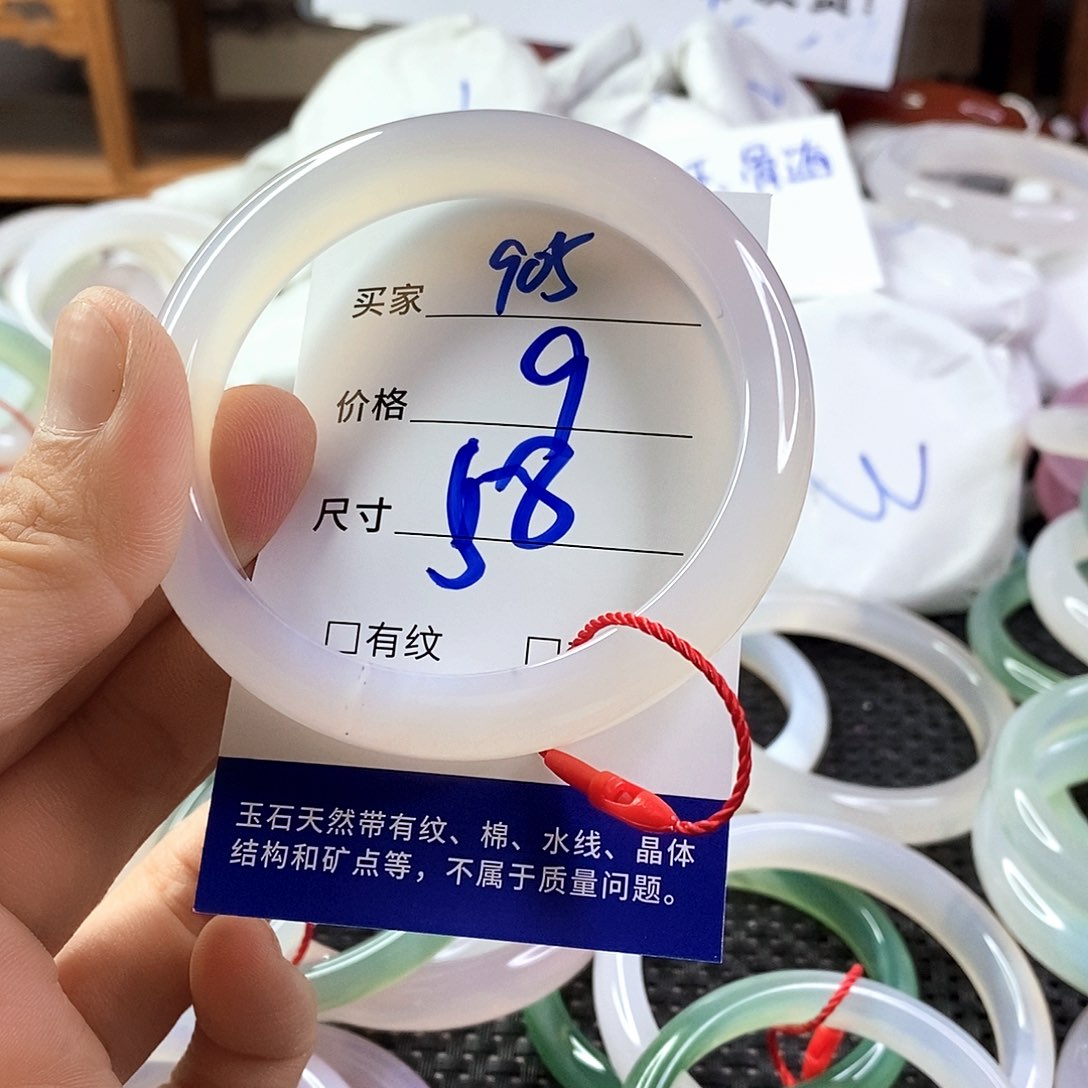 买家 905
价格 9
尺寸 58
□有纹 □
玉石天然带有纹、棉、水线、晶体
结构和矿点等，不属于质量问题。